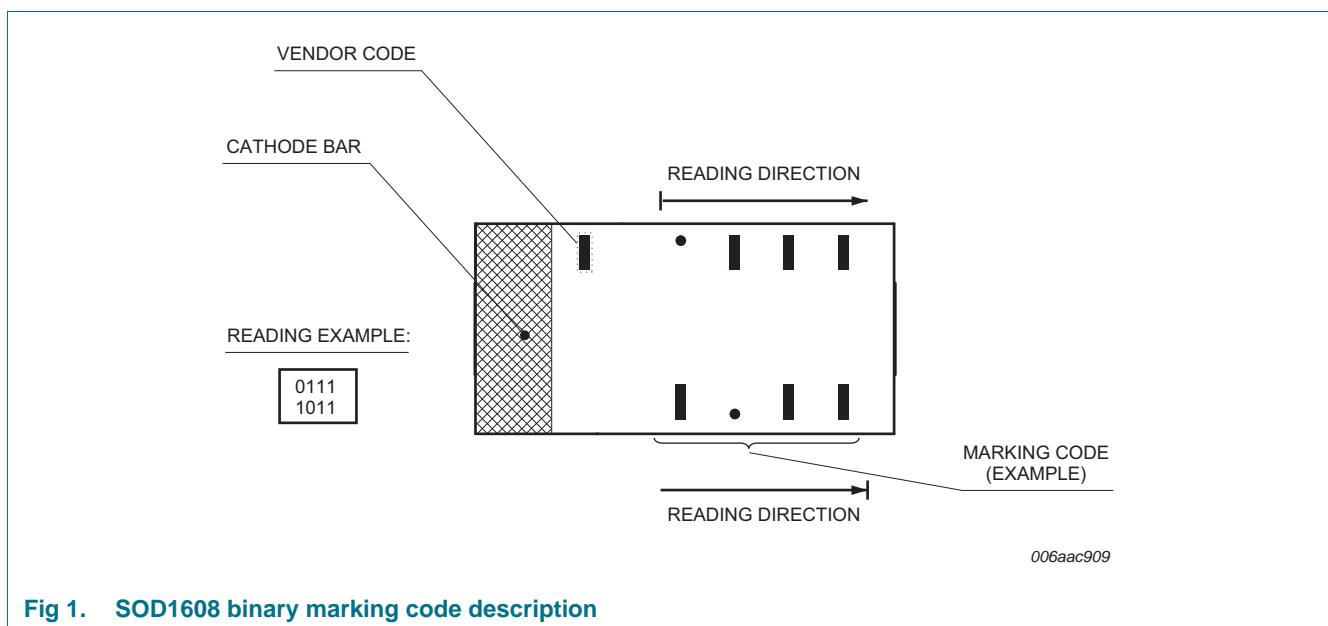 VENDOR CODE
CATHODE BAR
READING DIRECTION
READING EXAMPLE:
0111
1011
MARKING CODE
(EXAMPLE)
READING DIRECTION
006aac909
Fig 1. SOD1608 binary marking code description